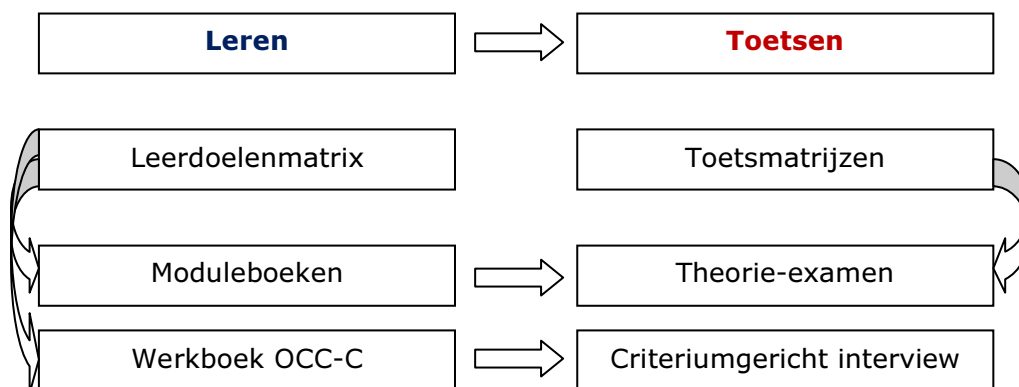 Leren
Toetsen
Leerdoelenmatrix
Toetsmatrijzen
Moduleboeken
Theorie-examen
Werkboek OCC-C
Criteriumgericht interview